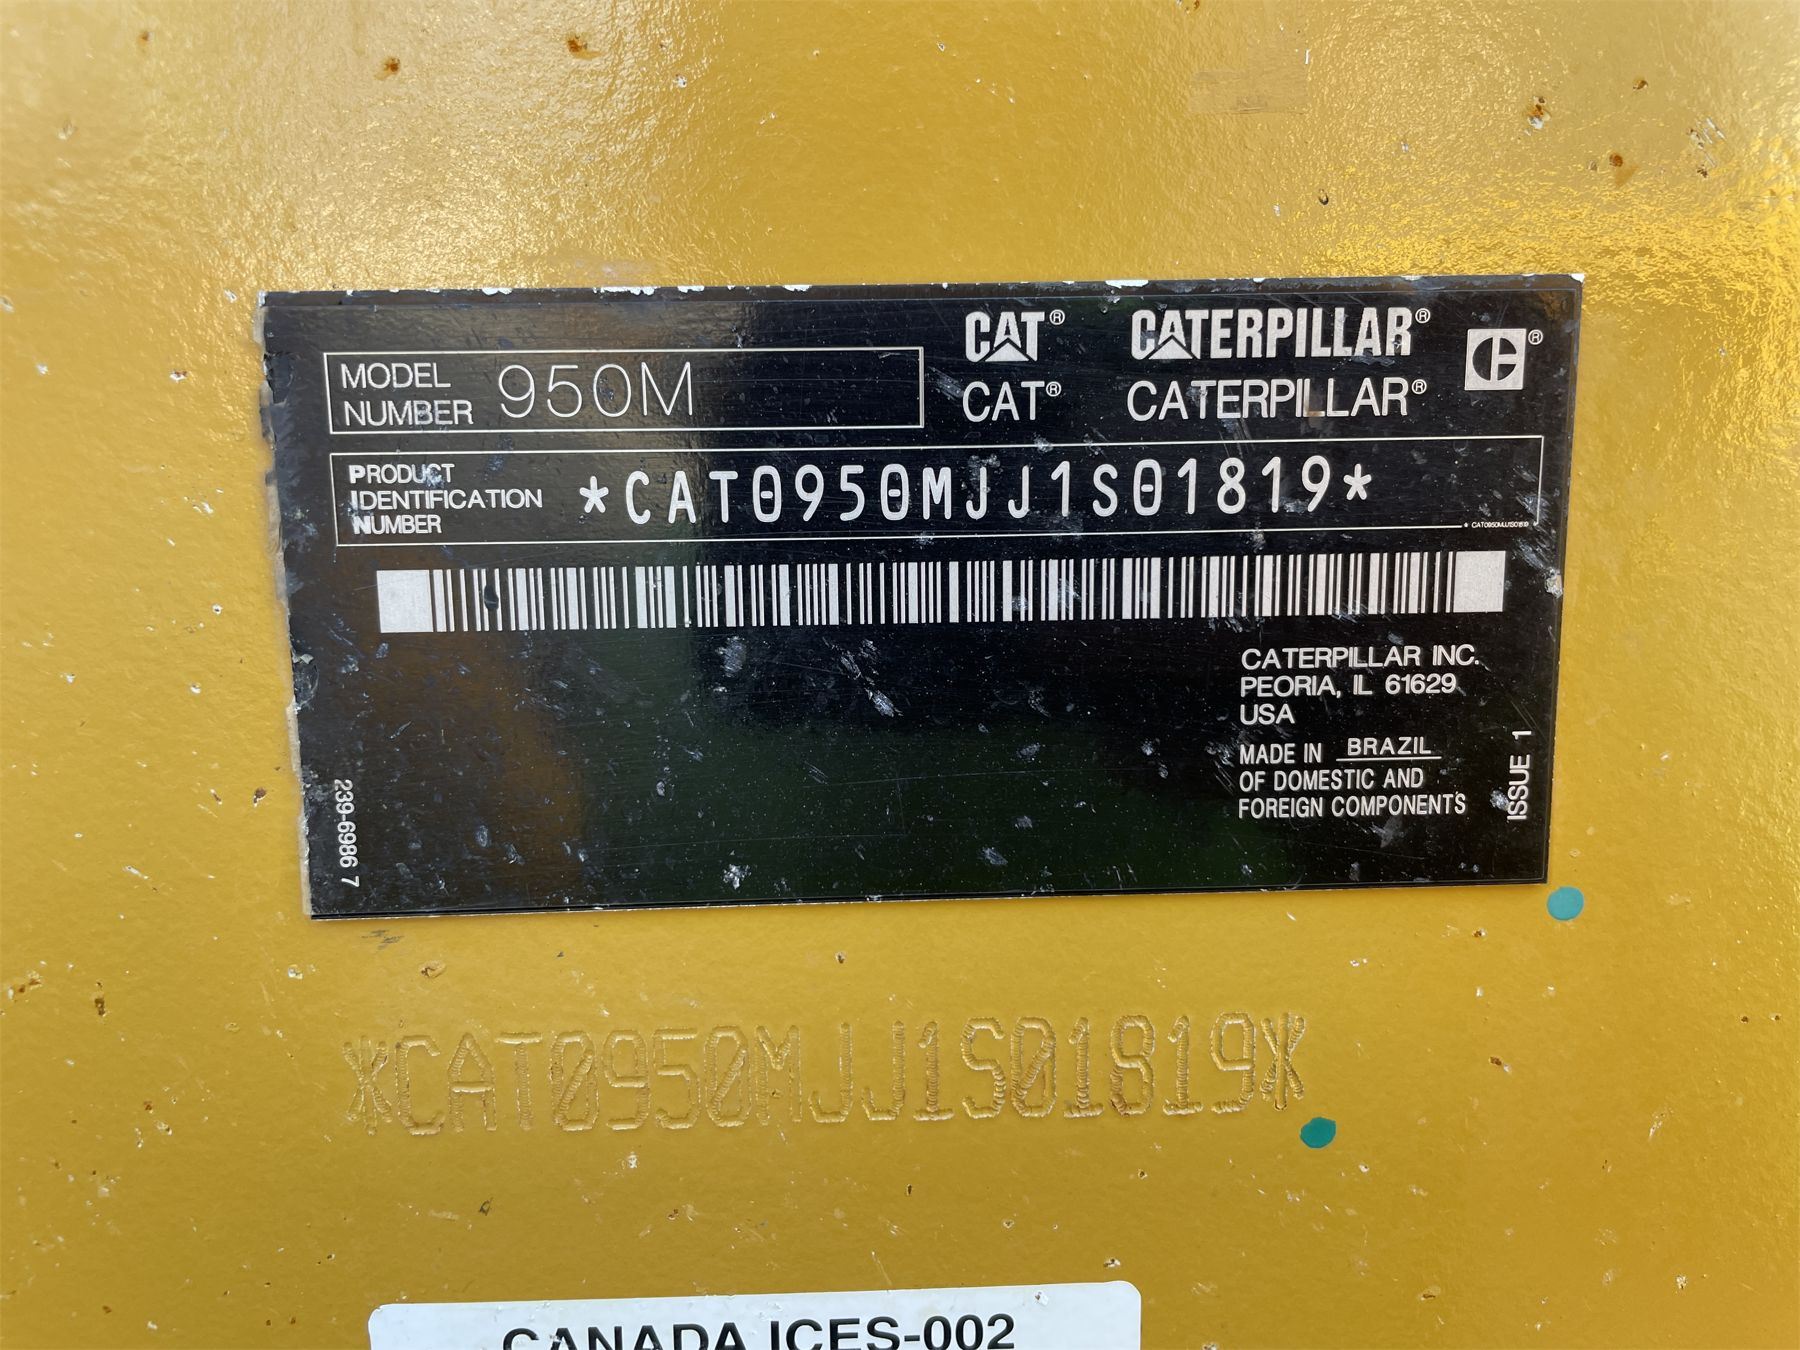 CAT® CATERPILLAR®
CAT® CATERPILLAR®
MODEL NUMBER 950M
PRODUCT IDENTIFICATION NUMBER *CAT0950MJJ1S01819*
* CAT0950MJJ1S01819 *
CATERPILLAR INC.
PEORIA, IL 61629
USA
MADE IN BRAZIL
OF DOMESTIC AND
FOREIGN COMPONENTS
ISSUE 1
239-6986 7
*CAT0950MJJ1S01819*
CANADA ICES-002